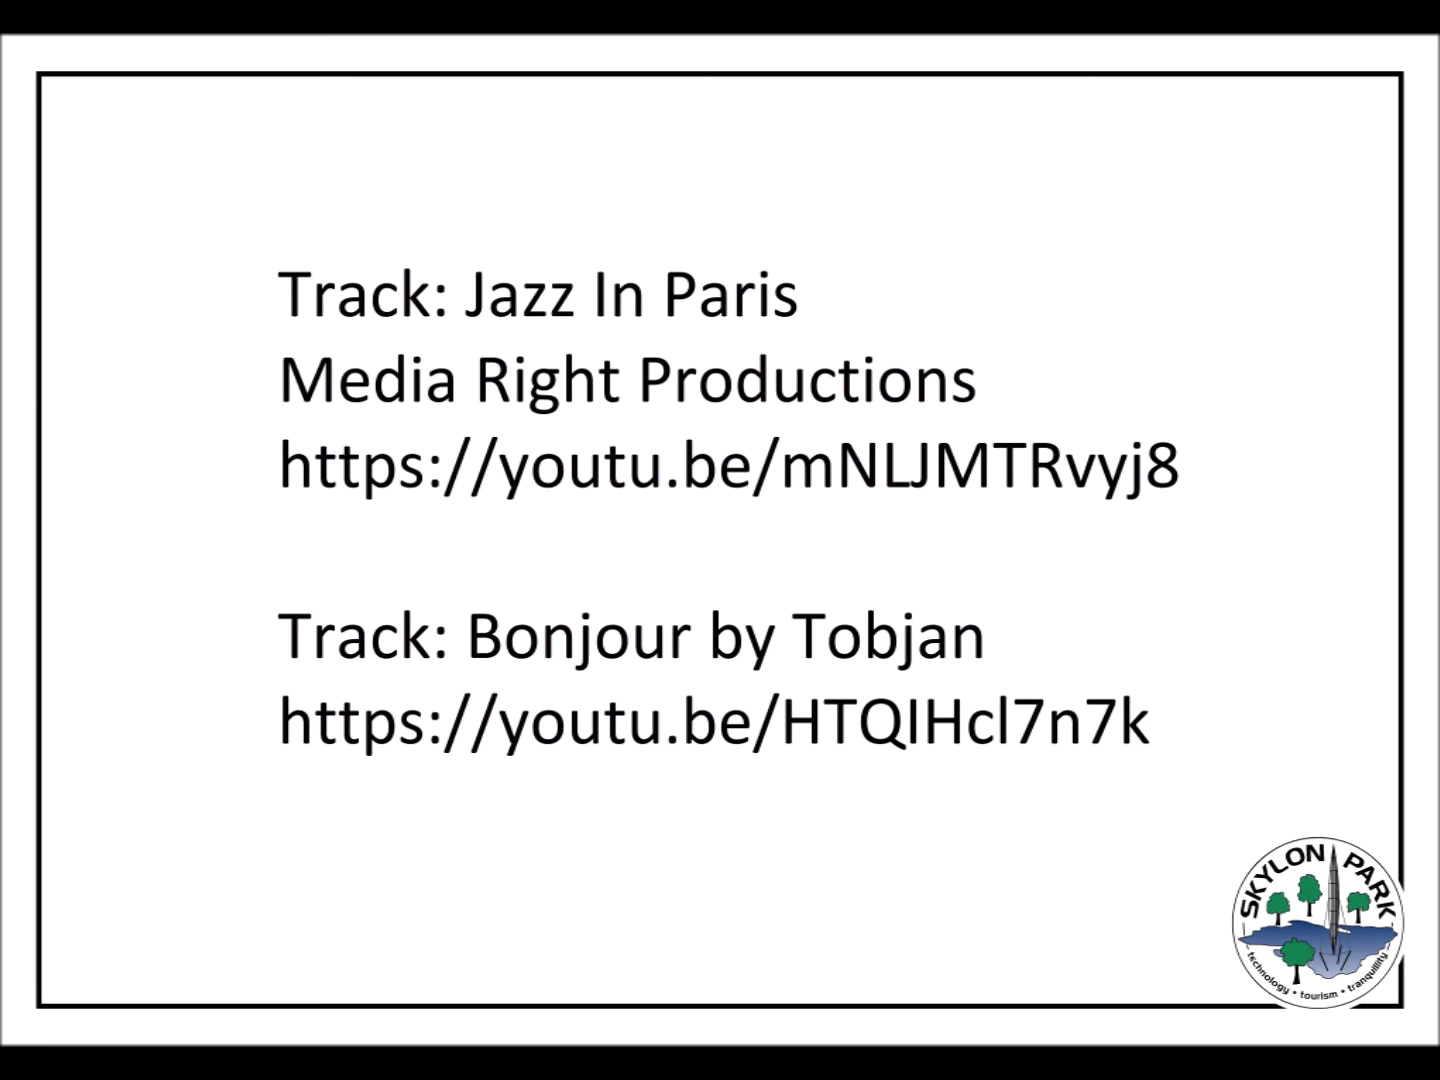 Track: Jazz In Paris
Media Right Productions
https://youtu.be/mNLJMTRvyj8
Track: Bonjour by Tobjan
https://youtu.be/HTQIHcl7n7k
SKYLON PARK
technology • tourism • tranquillity